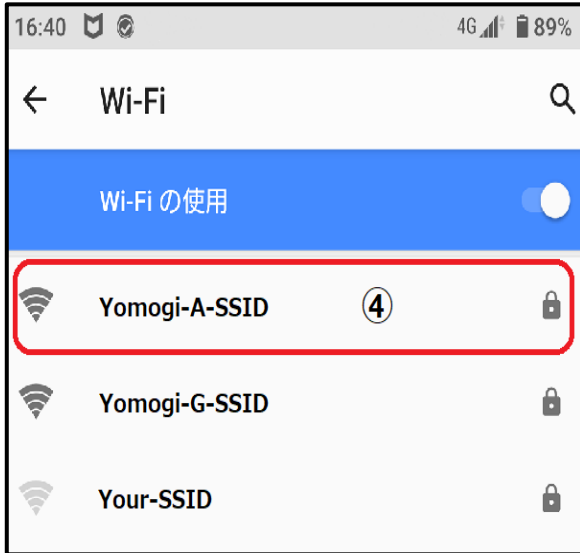 16:40 4G 89%
Wi-Fi
Wi-Fi の使用
Yomogi-A-SSID ④
Yomogi-G-SSID
Your-SSID